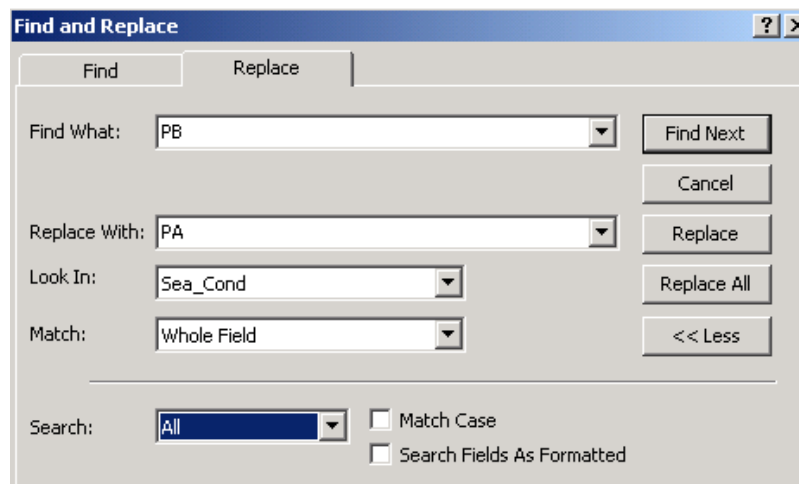 Find and Replace
Find Replace
Find What: PB Find Next
Cancel
Replace With: PA Replace
Look In: Sea_Cond Replace All
Match: Whole Field << Less
Search: All Match Case
Search Fields As Formatted